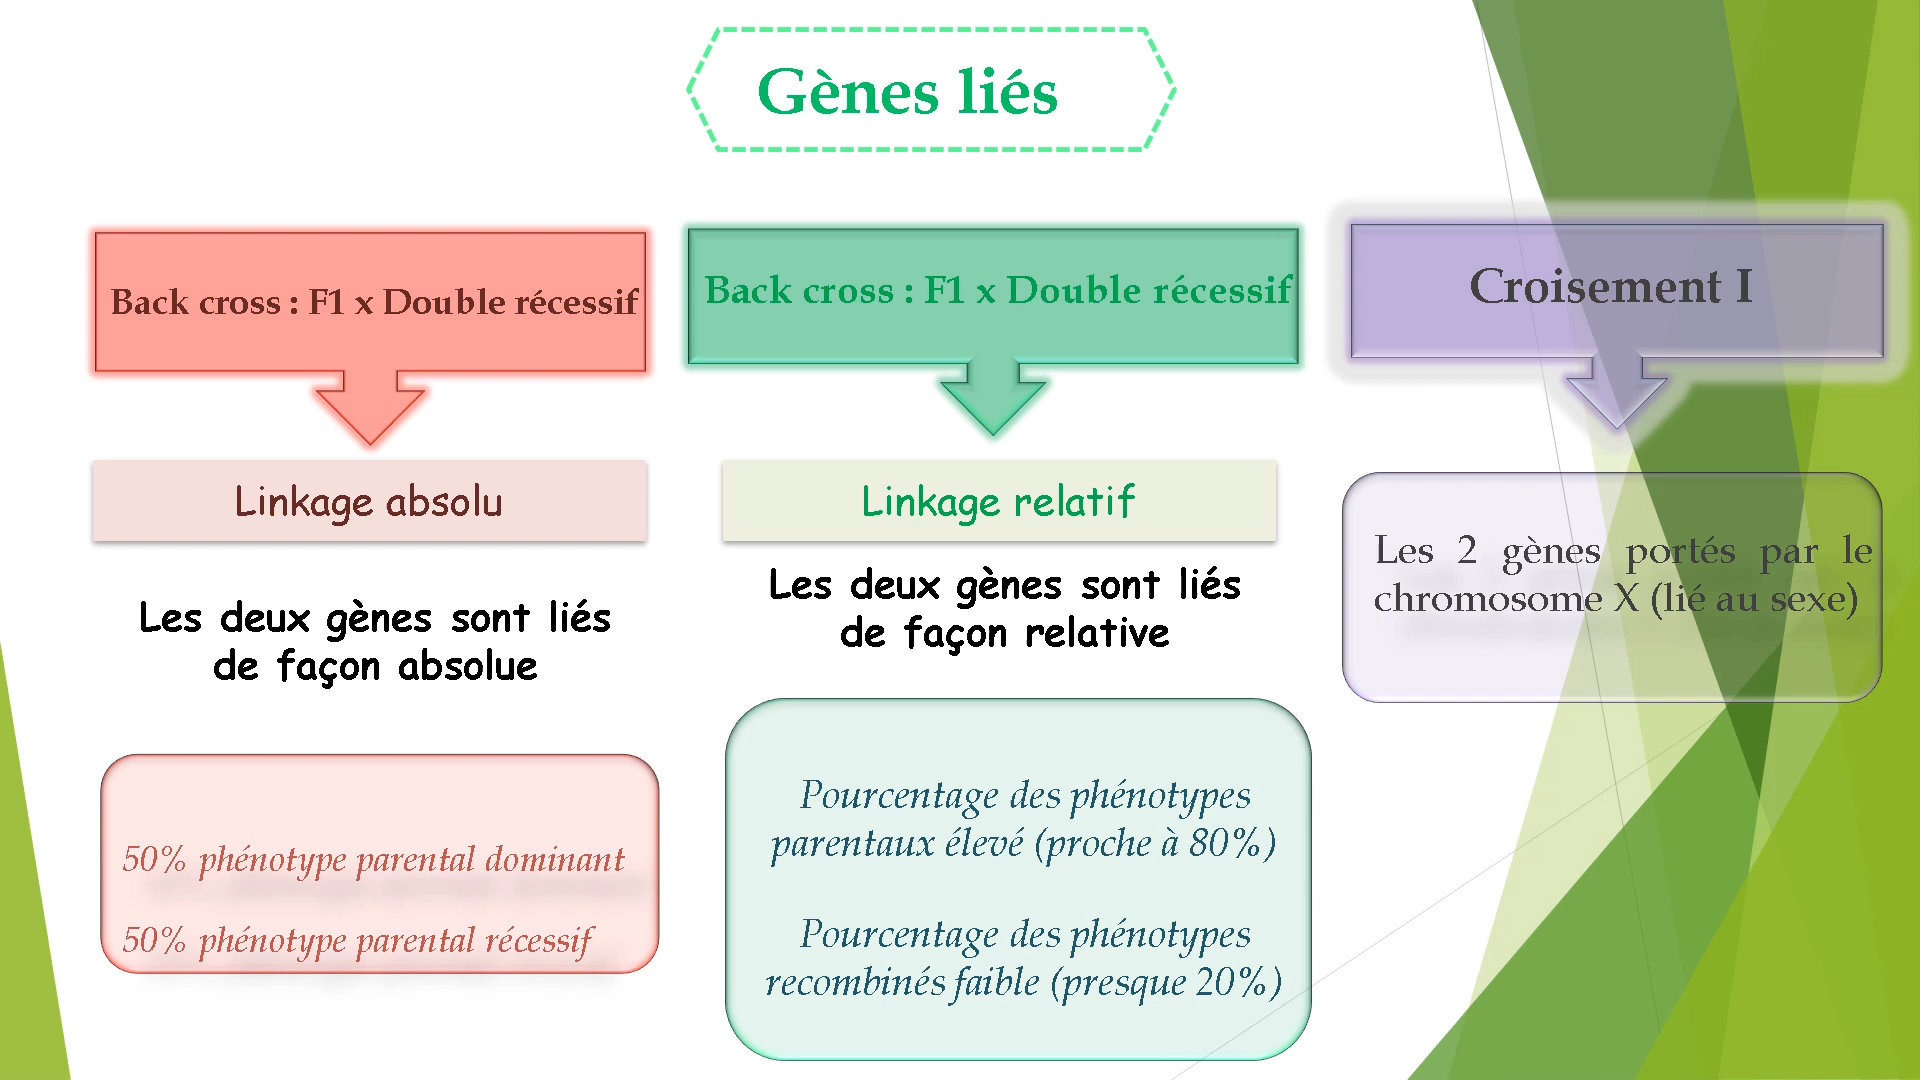 Gènes liés
Back cross : F1 x Double récessif
Linkage absolu
Les deux gènes sont liés
de façon absolue
50% phénotype parental dominant
50% phénotype parental récessif
Back cross : F1 x Double récessif
Linkage relatif
Les deux gènes sont liés
de façon relative
Pourcentage des phénotypes
parentaux élevé (proche à 80%)
Pourcentage des phénotypes
recombinés faible (presque 20%)
Croisement I
Les 2 gènes portés par le
chromosome X (lié au sexe)